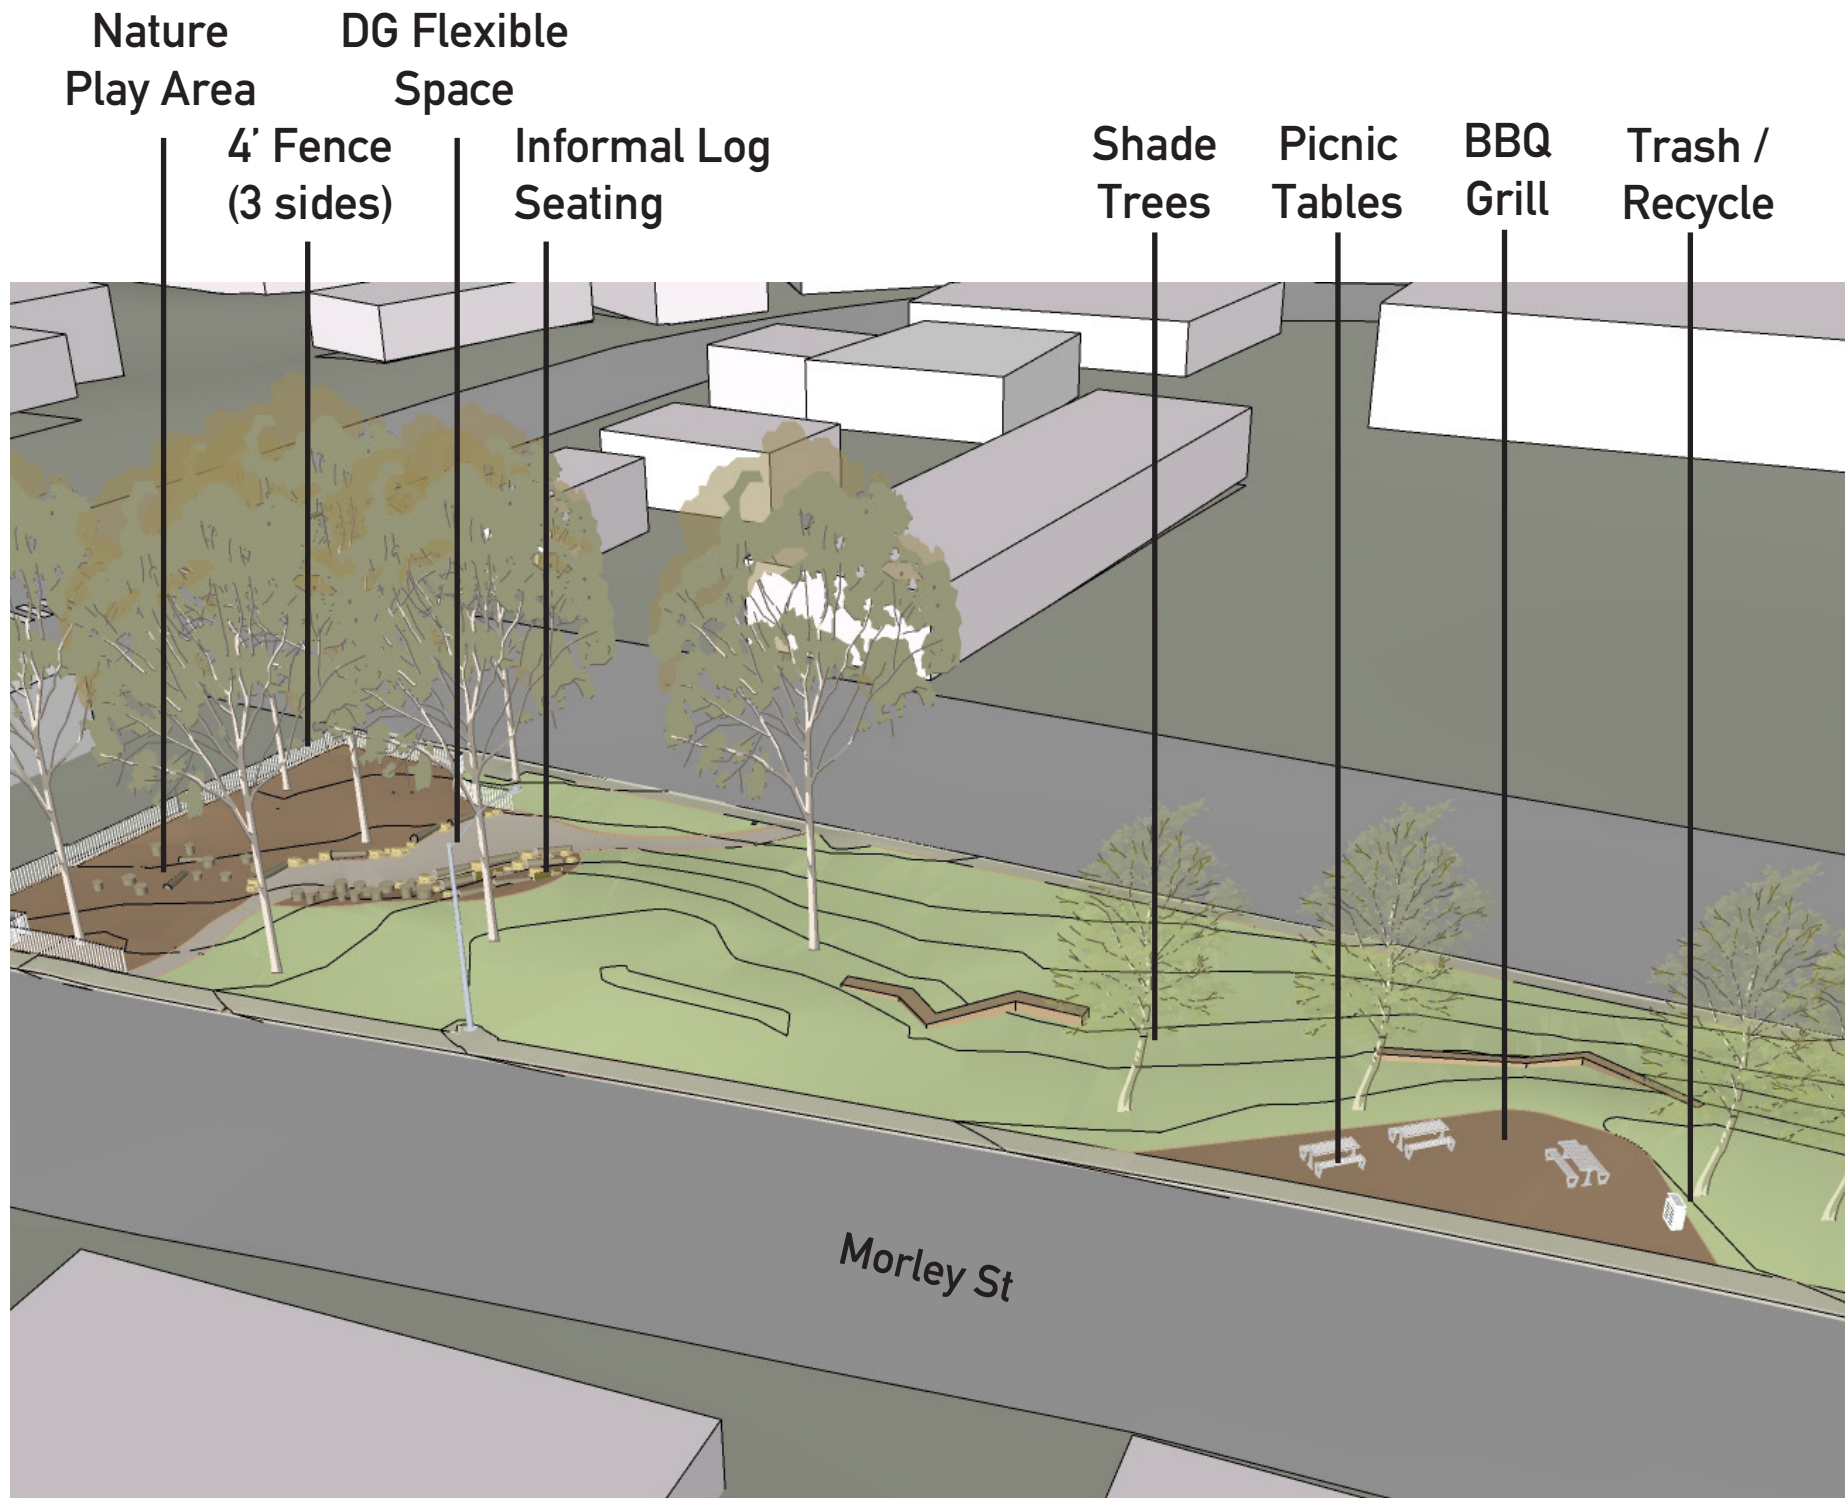 Nature
Play Area
4’ Fence
(3 sides)
DG Flexible
Space
Informal Log
Seating
Shade
Trees
Picnic
Tables
BBQ
Grill
Trash /
Recycle
Morley St